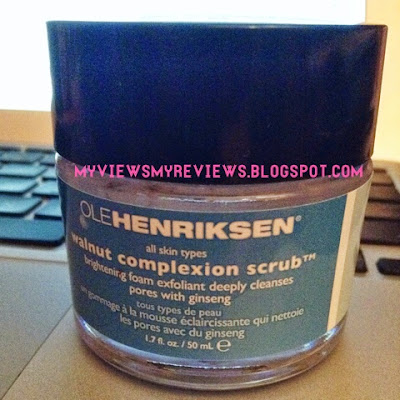 MYVIEWSMYREVIEWS.BLOGSPOT.COM
OLEHENRIKSEN®
all skin types
walnut complexion scrub™
brightening foam exfoliant deeply cleanses
pores with ginseng
tous types de peau
un gommage à la mousse éclaircissante qui nettoie
les pores avec du ginseng
1.7 fl. oz. / 50 mL e